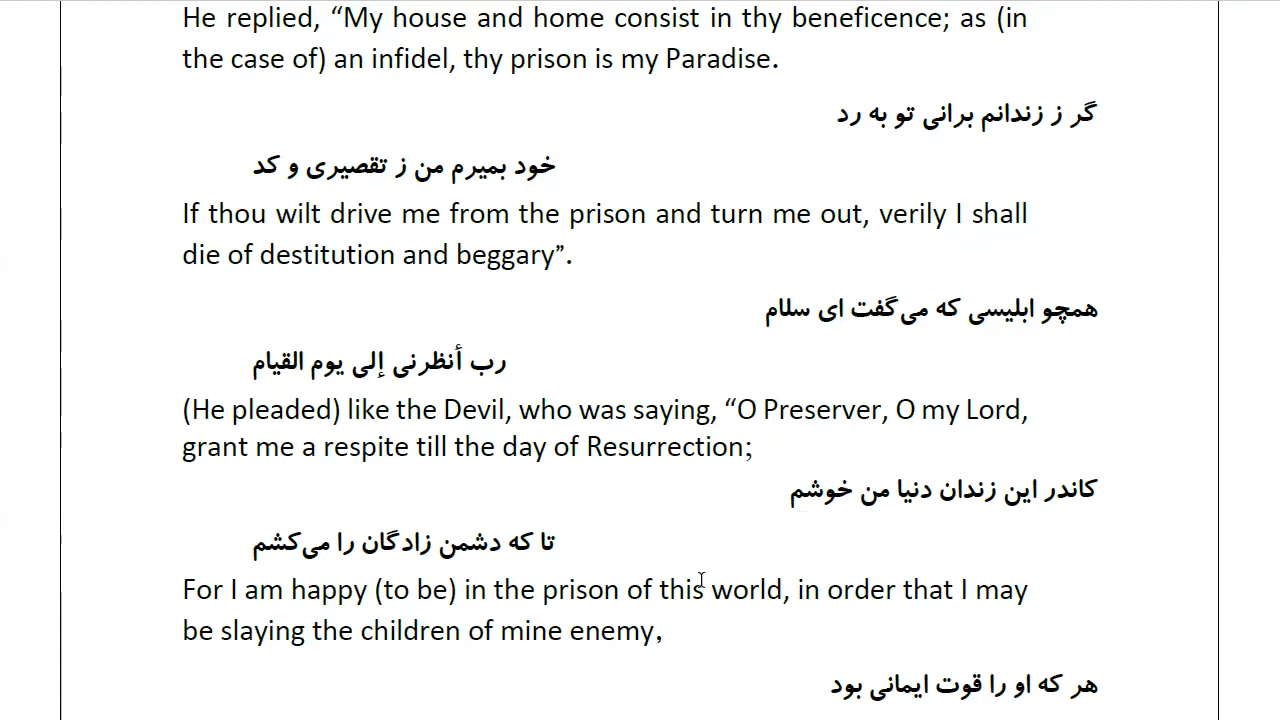 He replied, “My house and home consist in thy beneficence; as (in
the case of) an infidel, thy prison is my Paradise.
گر ز زندانم برانی تو به رد
خود بمیرم من ز تقصیری و کد
If thou wilt drive me from the prison and turn me out, verily I shall
die of destitution and beggary”.
همچو ابلیسی که می‌گفت ای سلام
رب أنظرنی إلی یوم القیام
(He pleaded) like the Devil, who was saying, “O Preserver, O my Lord,
grant me a respite till the day of Resurrection;
کاندر این زندان دنیا من خوشم
تا که دشمن زادگان را می‌کشم
For I am happy (to be) in the prison of this world, in order that I may
be slaying the children of mine enemy,
هر که او را قوت ایمانی بود